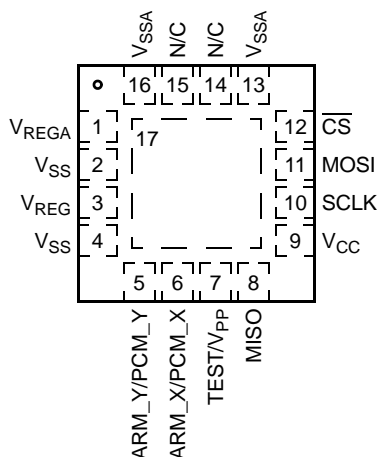 VSSA
N/C
N/C
VSSA
16
15
14
13
VREGA
1
17
12
CS
VSS
2
11
MOSI
VREG
3
10
SCLK
VSS
4
9
VCC
5
6
7
8
ARM_Y/PCM_Y
ARM_X/PCM_X
TEST/VPP
MISO